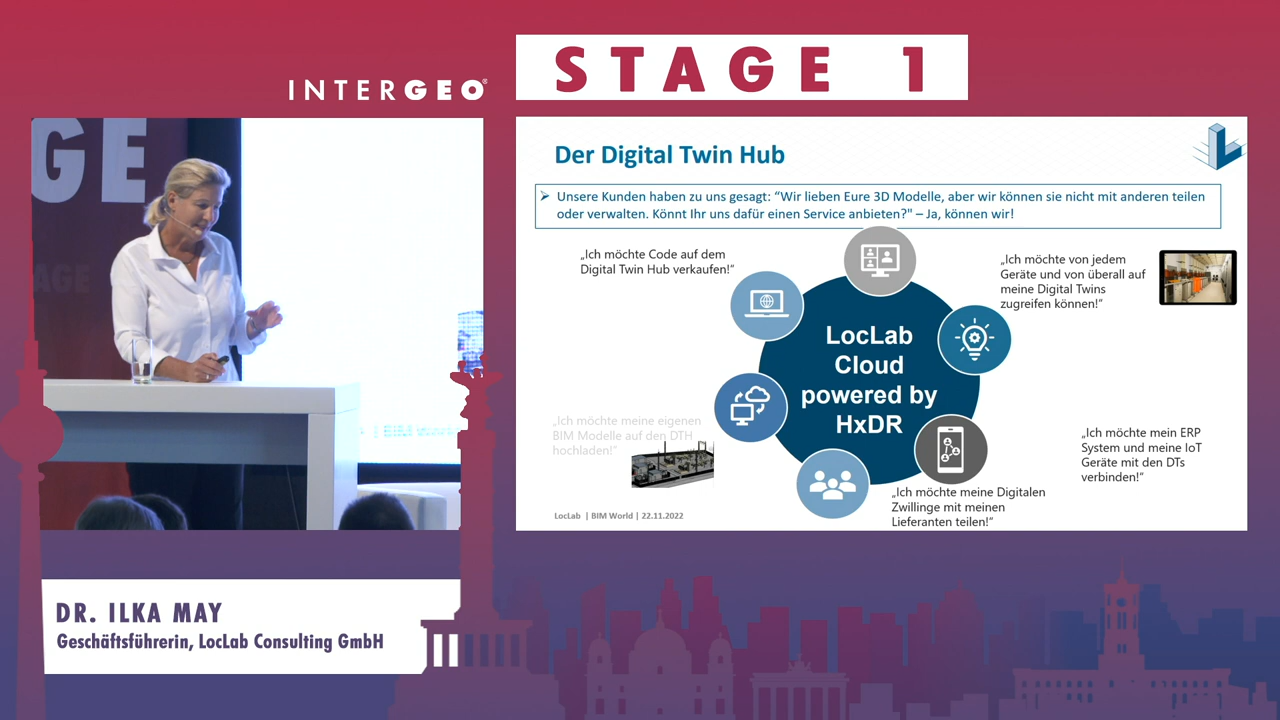 STAGE 1
INTERGEO®
GE
AGE
Der Digital Twin Hub
Unsere Kunden haben zu uns gesagt: “Wir lieben Eure 3D Modelle, aber wir können sie nicht mit anderen teilen
oder verwalten. Könnt Ihr uns dafür einen Service anbieten?" – Ja, können wir!
„Ich möchte Code auf dem
Digital Twin Hub verkaufen!“
„Ich möchte von jedem
Geräte und von überall auf
meine Digital Twins
zugreifen können!“
LocLab
Cloud
powered by
HxDR
„Ich möchte meine eigenen
BIM Modelle auf den DTH
hochladen!“
„Ich möchte mein ERP
System und meine IoT
Geräte mit den DTs
verbinden!“
„Ich möchte meine Digitalen
Zwillinge mit meinen
Lieferanten teilen!“
LocLab | BIM World | 22.11.2022
DR. ILKA MAY
Geschäftsführerin, LocLab Consulting GmbH